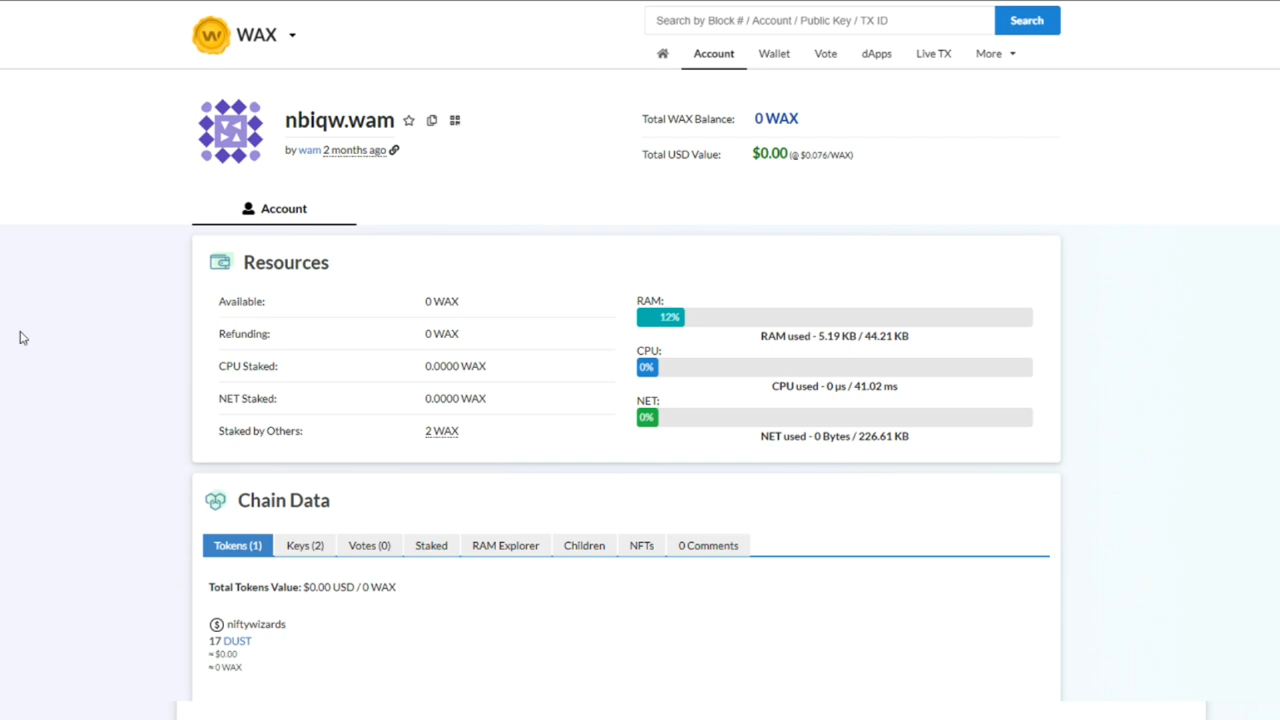 WAX
Search by Block # / Account / Public Key / TX ID
Search
Account Wallet Vote dApps Live TX More
nbiqw.wam
by wam 2 months ago
Total WAX Balance: 0 WAX
Total USD Value: $0.00 (@ $0.076/WAX)
Account
Resources
Available: 0 WAX
Refunding: 0 WAX
CPU Staked: 0.0000 WAX
NET Staked: 0.0000 WAX
Staked by Others: 2 WAX
RAM:
12%
RAM used - 5.19 KB / 44.21 KB
CPU:
0%
CPU used - 0 µs / 41.02 ms
NET:
0%
NET used - 0 Bytes / 226.61 KB
Chain Data
Tokens (1) Keys (2) Votes (0) Staked RAM Explorer Children NFTs 0 Comments
Total Tokens Value: $0.00 USD / 0 WAX
niftywizards
17 DUST
≈ $0.00
≈ 0 WAX